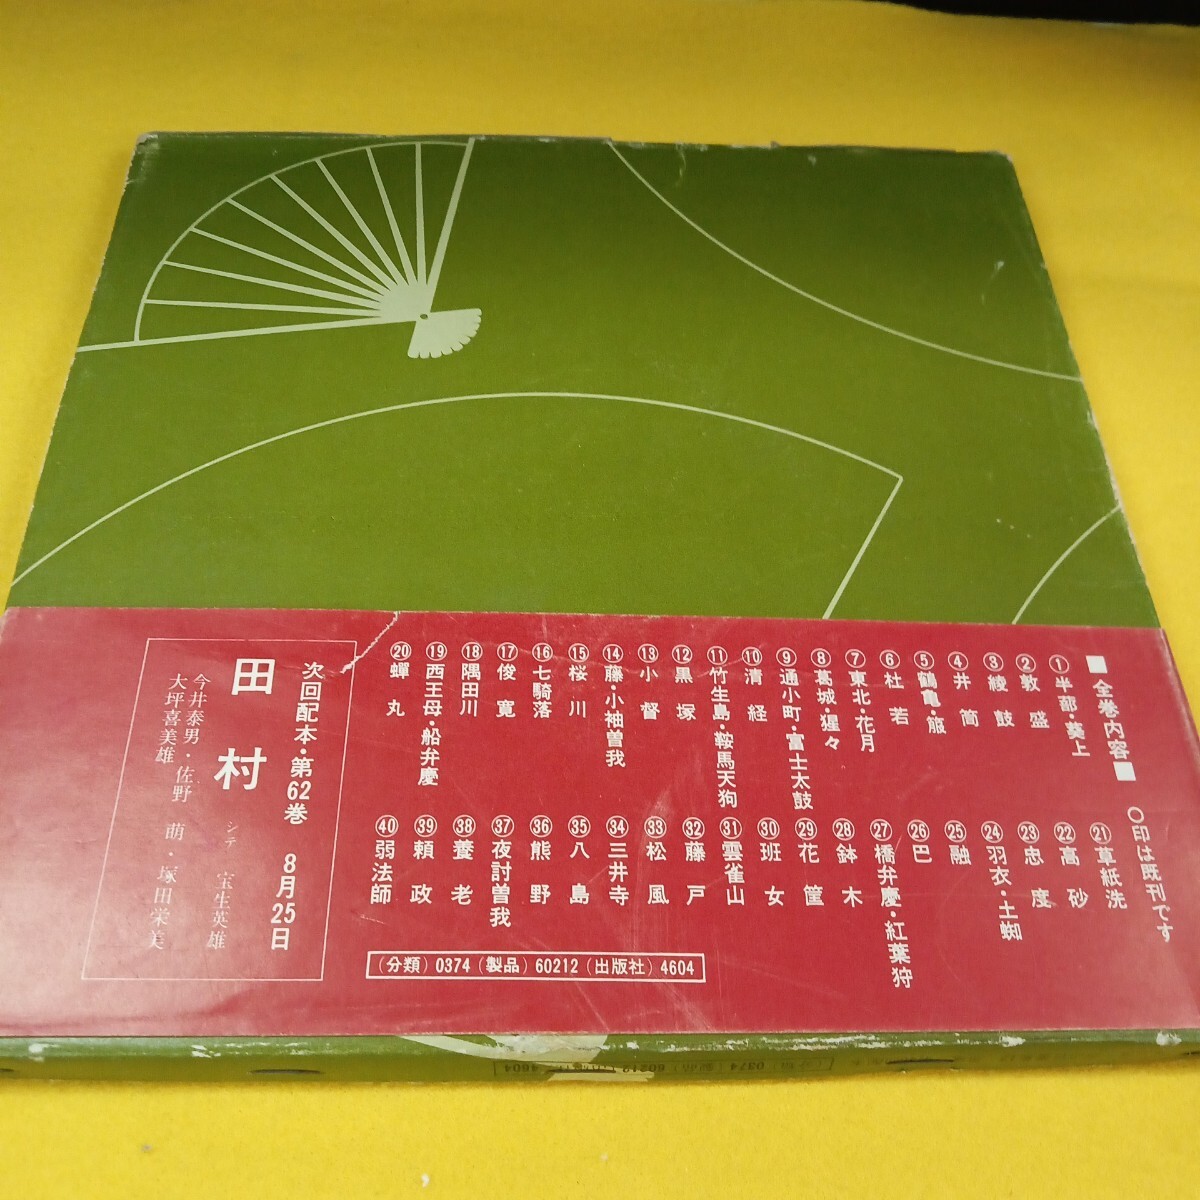 ■全巻内容■ 〇印は既刊です
①半部・葵上
②敦盛
③綾鼓
④井筒
⑤鶴亀・放
⑥杜若
⑦東北・花月
⑧葛城・猩々
⑨通小町・富士太鼓
⑩清経
⑪竹生島・鞍馬天狗
⑫黒塚
⑬小督
⑭藤・小袖曽我
⑮桜川
⑯七騎落
⑰俊寛
⑱隅田川
⑲西王母・船弁慶
⑳蟬丸
㉑草紙洗
㉒高砂
㉓忠度
㉔羽衣・土蜘
㉕融
㉖巴
㉗橋弁慶・紅葉狩
㉘鉢木
㉙花筐
㉚班女
㉛雲雀山
㉜藤戸
㉝松風
㉞三井寺
㉟八島
㊱熊野
㊲夜討曽我
㊳養老
㊴頼政
㊵弱法師
(分類) 0374 (製品) 60212 (出版社) 4604
次回配本・第62巻 8月25日
田村
シテ 宝生英雄
今井泰男・佐野 萌・塚田栄美
大坪喜美雄